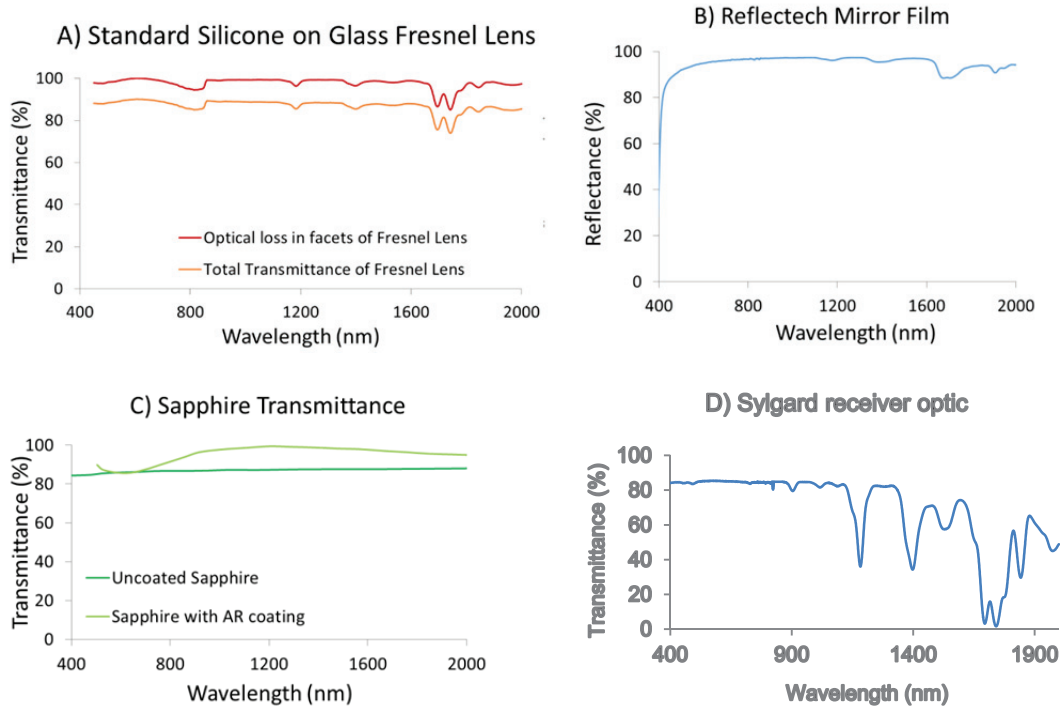 A) Standard Silicone on Glass Fresnel Lens
Transmittance (%)
100
80
60
40
20
0
Optical loss in facets of Fresnel Lens
Total Transmittance of Fresnel Lens
400
800
1200
1600
2000
Wavelength (nm)
B) Reflectech Mirror Film
Reflectance (%)
100
80
60
40
20
0
400
800
1200
1600
2000
Wavelength (nm)
C) Sapphire Transmittance
Transmittance (%)
100
80
60
40
20
0
Uncoated Sapphire
Sapphire with AR coating
400
800
1200
1600
2000
Wavelength (nm)
D) Sylgard receiver optic
Transmittance (%)
100
80
60
40
20
0
400
900
1400
1900
Wavelength (nm)